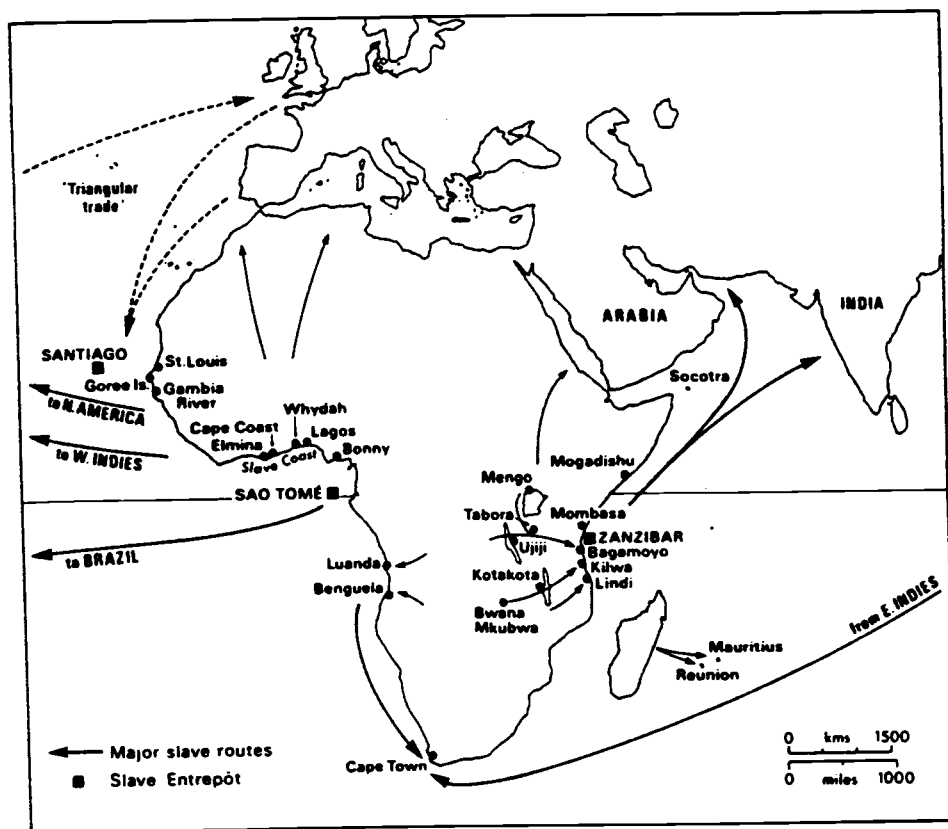 'Triangular
trade'
SANTIAGO
St. Louis
Goree Is.
Gambia
River
to N. AMERICA
Whydah
Cape Coast
Lagos
Elmina
Slave Coast
Bonny
to W. INDIES
SAO TOMÉ
to BRAZIL
Luanda
Benguela
ARABIA
INDIA
Socotra
Mogadishu
Mengo
Tabora
Mombasa
ZANZIBAR
Ujiji
Bagamoyo
Kilwa
Kotakota
Lindi
Bwana
Mkubwa
from E. INDIES
Mauritius
Reunion
Cape Town
Major slave routes
Slave Entrepôt
0 kms 1500
0 miles 1000